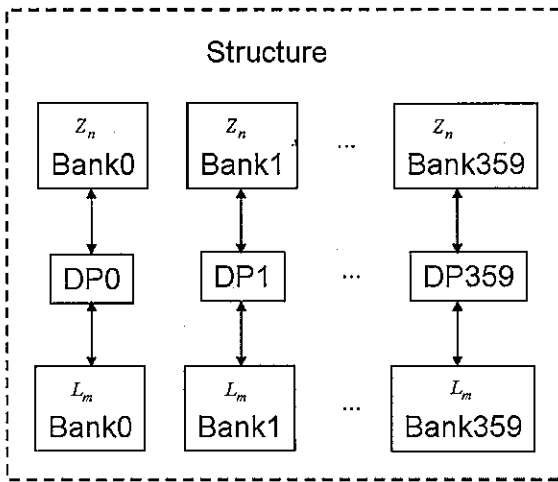 Structure
Z_n Z_n ... Z_n
Bank0 Bank1 Bank359
DP0 DP1 ... DP359
L_m L_m L_m
Bank0 Bank1 ... Bank359